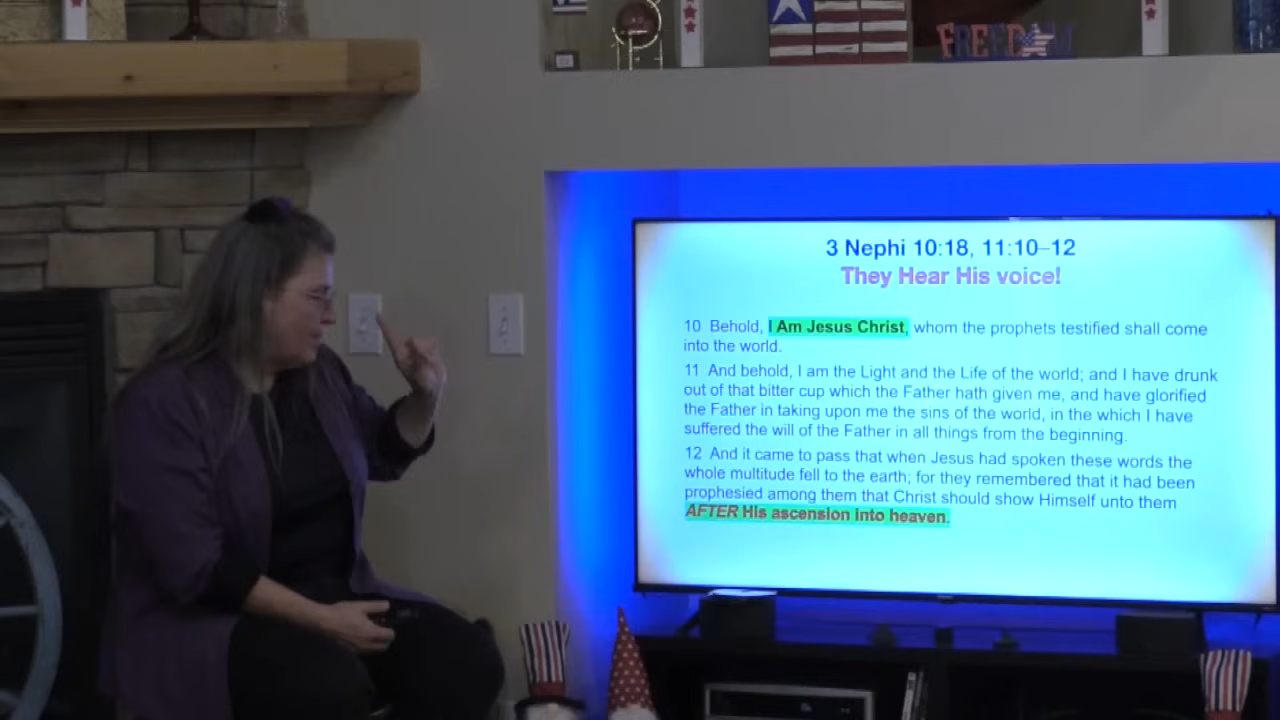 FREEDOM
3 Nephi 10:18, 11:10–12
They Hear His voice!
10 Behold, I Am Jesus Christ, whom the prophets testified shall come
into the world.
11 And behold, I am the Light and the Life of the world; and I have drunk
out of that bitter cup which the Father hath given me, and have glorified
the Father in taking upon me the sins of the world, in the which I have
suffered the will of the Father in all things from the beginning.
12 And it came to pass that when Jesus had spoken these words the
whole multitude fell to the earth; for they remembered that it had been
prophesied among them that Christ should show Himself unto them
AFTER His ascension into heaven.